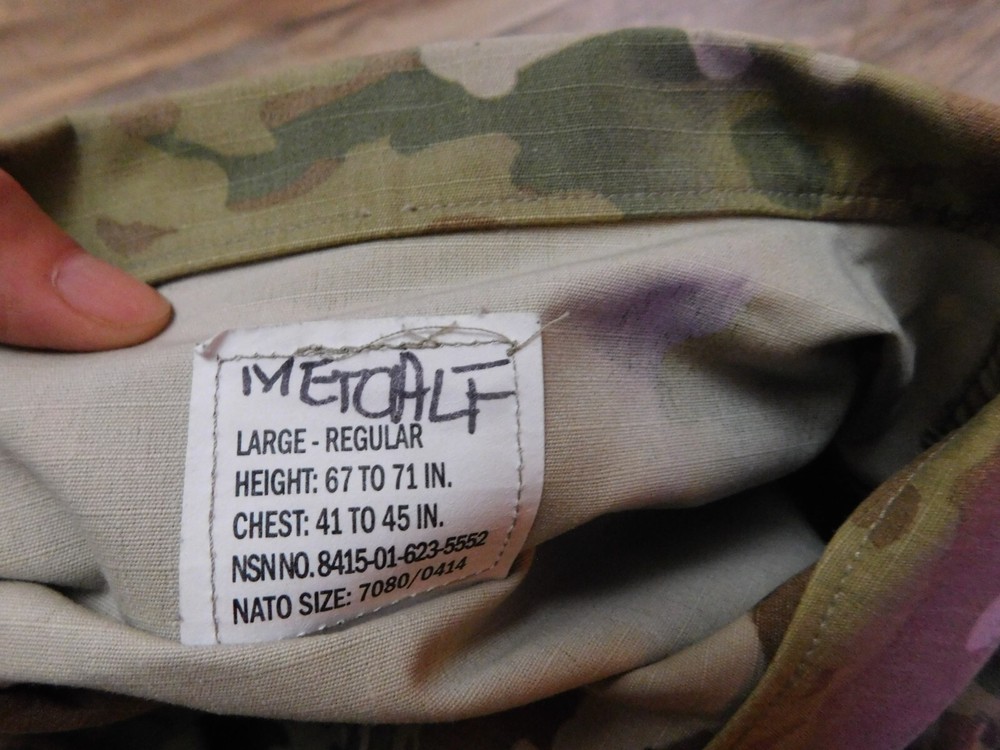 METCALF
LARGE - REGULAR
HEIGHT: 67 TO 71 IN.
CHEST: 41 TO 45 IN.
NSN NO. 8415-01-623-5552
NATO SIZE: 7080/0414